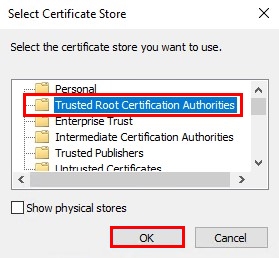 Select Certificate Store
Select the certificate store you want to use.
Personal
Trusted Root Certification Authorities
Enterprise Trust
Intermediate Certification Authorities
Trusted Publishers
Untrusted Certificates
Show physical stores
OK
Cancel